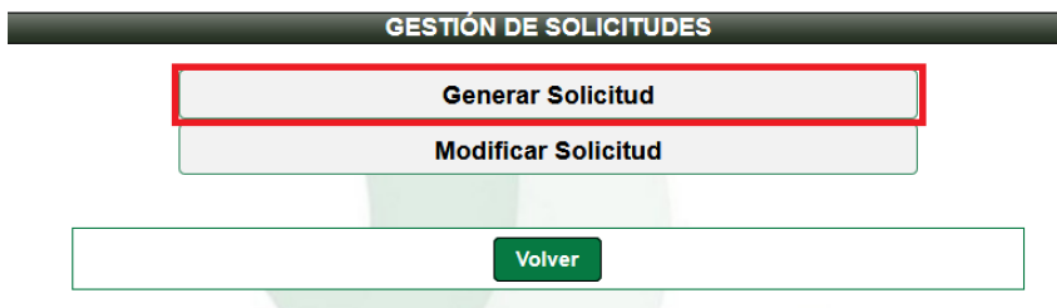 GESTIÓN DE SOLICITUDES
Generar Solicitud
Modificar Solicitud
Volver